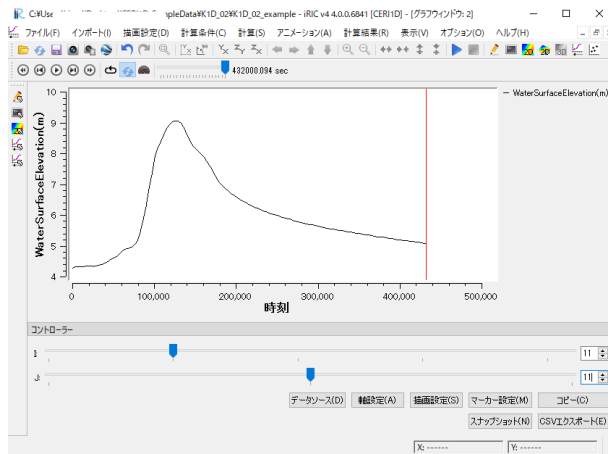 mpleData¥K1D_02¥K1D_02_example - iRIC v4.0.0.6841 [CERI1D] - [グラフウィンドウ: 2]
ファイル(F) インポート(I) 描画設定(D) 計算条件(C) 計算(S) アニメーション(A) 計算結果(R) 表示(V) オプション(O) ヘルプ(H)
432000.094 sec
WaterSurfaceElevation(m)
10
9
8
7
6
5
4
0 100,000 200,000 300,000 400,000 500,000
時刻
WaterSurfaceElevation(m)
コントローラー
I: 11
J: 11
データソース(D) 軸設定(A) 描画設定(S) マーカー設定(M) コピー(C)
スナップショット(N) CSVエクスポート(E)
X: ------ Y: ------